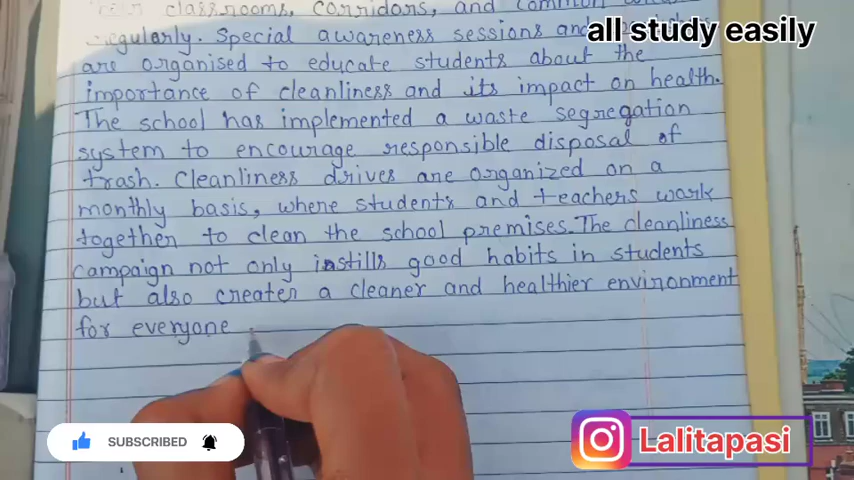 classrooms, corridors, and common
regularly. Special awareness sessions and
are organised to educate students about the
importance of cleanliness and its impact on health.
The school has implemented a waste segregation
system to encourage responsible disposal of
trash. Cleanliness drives are organized on a
monthly basis, where students and teachers work
together to clean the school premises. The cleanliness
campaign not only instills good habits in students
but also creater a cleaner and healthier environment
for everyone
all study easily
SUBSCRIBED
Lalitapasi